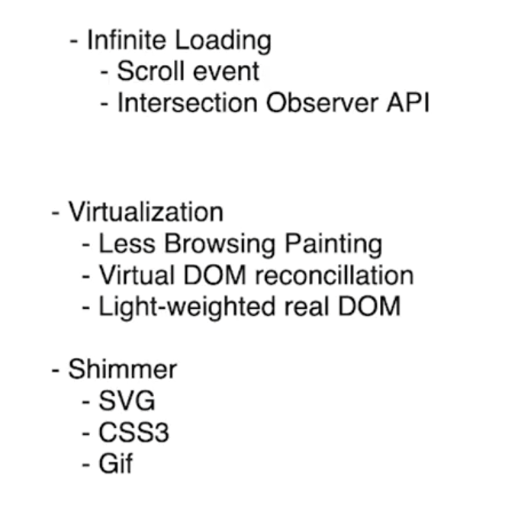 - Infinite Loading
- Scroll event
- Intersection Observer API
- Virtualization
- Less Browsing Painting
- Virtual DOM reconcillation
- Light-weighted real DOM
- Shimmer
- SVG
- CSS3
- Gif